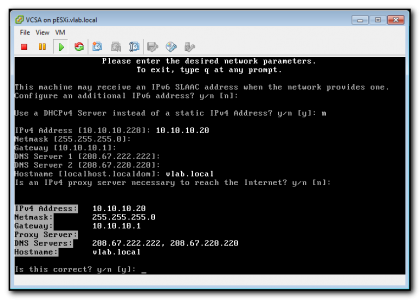 VCSA on pESXi.vlab.local
File View VM
Please enter the desired network parameters.
To exit, type q at any prompt.
This machine may receive an IPv6 SLAAC address when the network provides one.
Configure an additional IPv6 address? y/n [n]:
Use a DHCPv4 Server instead of a static IPv4 Address? y/n [y]: n
IPv4 Address [10.10.10.220]: 10.10.10.20
Netmask [255.255.255.0]:
Gateway [10.10.10.1]:
DNS Server 1 [208.67.222.222]:
DNS Server 2 [208.67.220.220]:
Hostname [localhost.localdom]: vlab.local
Is an IPv4 proxy server necessary to reach the Internet? y/n [n]:
IPv4 Address: 10.10.10.20
Netmask: 255.255.255.0
Gateway: 10.10.10.1
Proxy Server:
DNS Servers: 208.67.222.222, 208.67.220.220
Hostname: vlab.local
Is this correct? y/n [y]: _